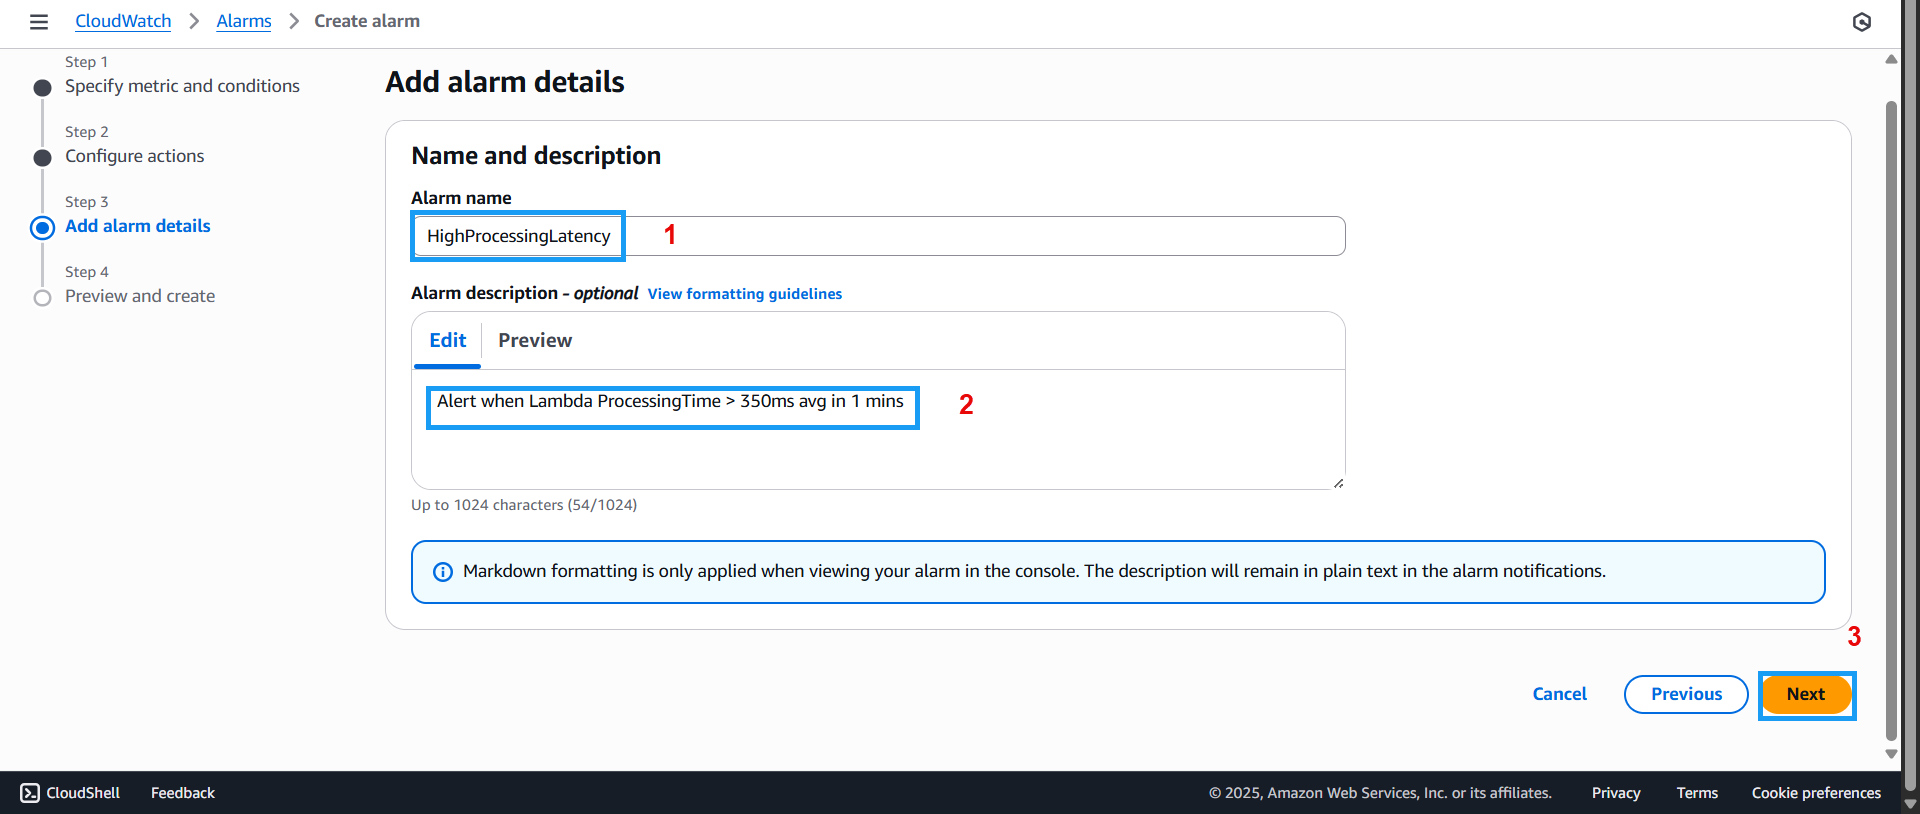 CloudWatch > Alarms > Create alarm
Step 1
Specify metric and conditions
Step 2
Configure actions
Step 3
Add alarm details
Step 4
Preview and create
Add alarm details
Name and description
Alarm name
HighProcessingLatency 1
Alarm description - optional View formatting guidelines
Edit Preview
Alert when Lambda ProcessingTime > 350ms avg in 1 mins 2
Up to 1024 characters (54/1024)
Markdown formatting is only applied when viewing your alarm in the console. The description will remain in plain text in the alarm notifications.
3
Cancel Previous Next
CloudShell Feedback © 2025, Amazon Web Services, Inc. or its affiliates. Privacy Terms Cookie preferences